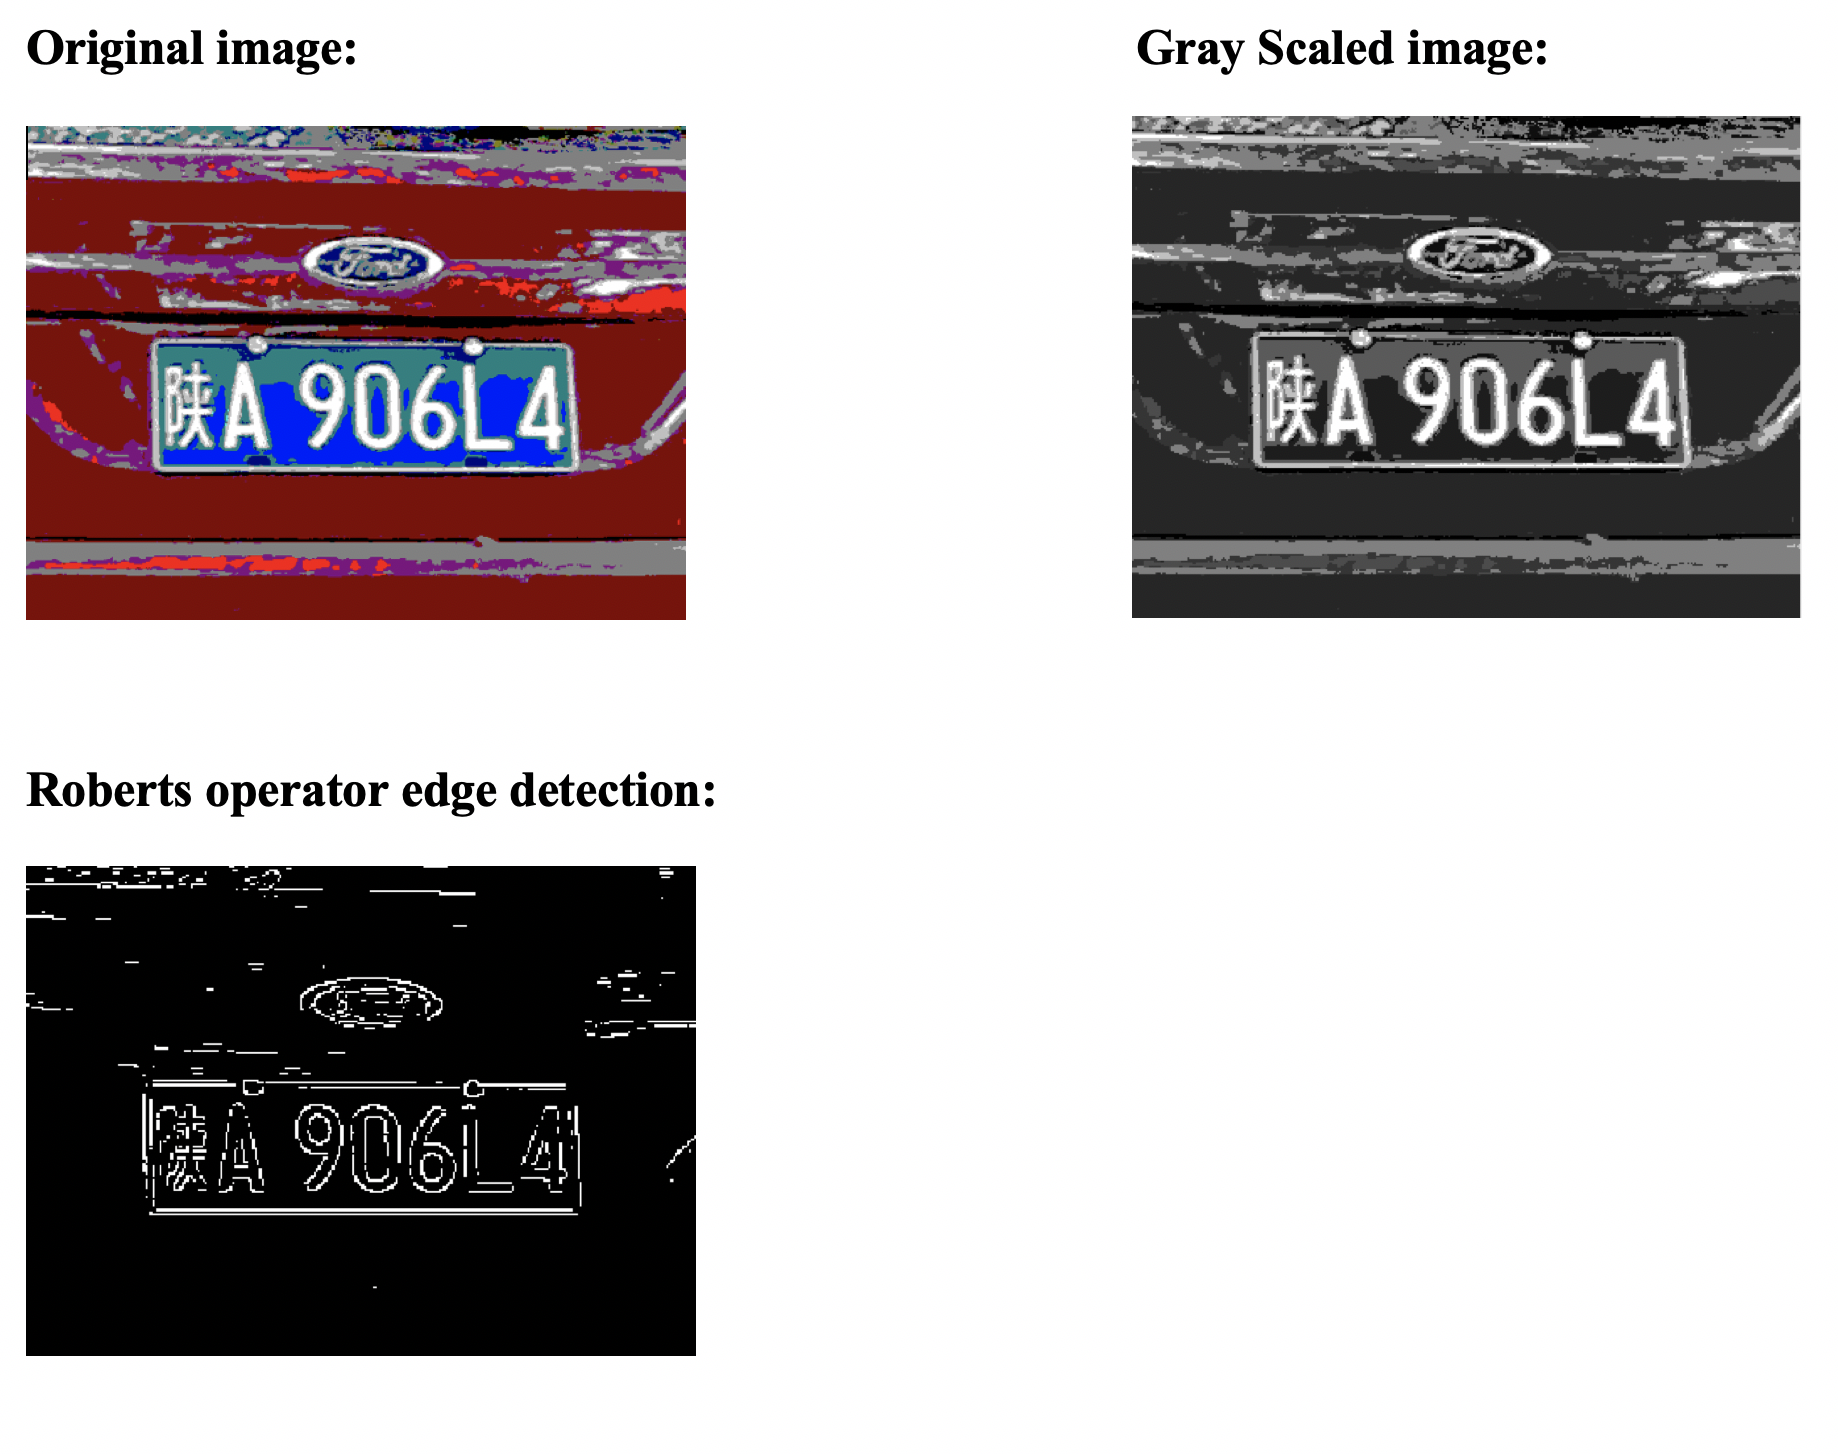 Original image:
Gray Scaled image:
Ford
Ford
陕A 906L4
陕A 906L4
Roberts operator edge detection:
陕A 906L4